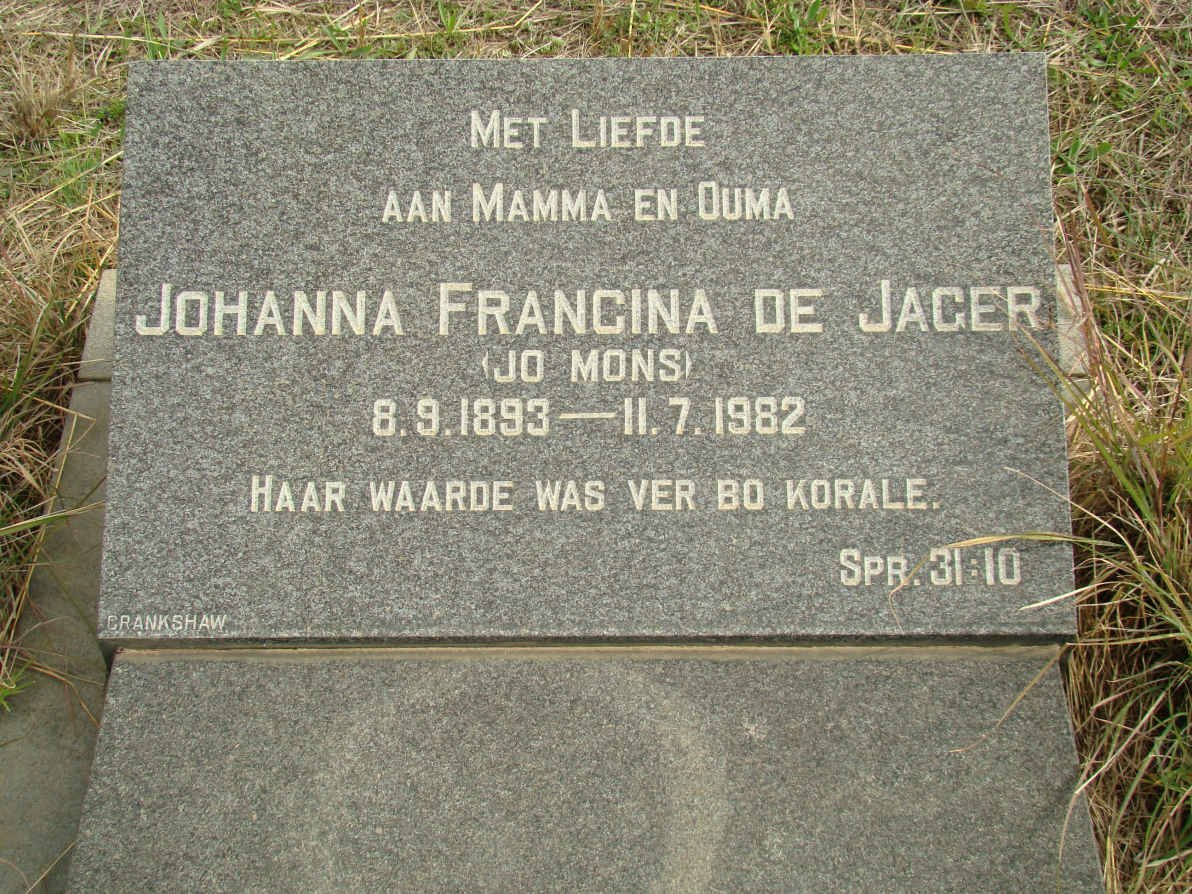 Met Liefde
aan Mamma en Ouma
Johanna Francina de Jager
(JO MONS)
8.9.1893—11.7.1982
Haar waarde was ver bo korale.
Spr. 31:10
CRANKSHAW